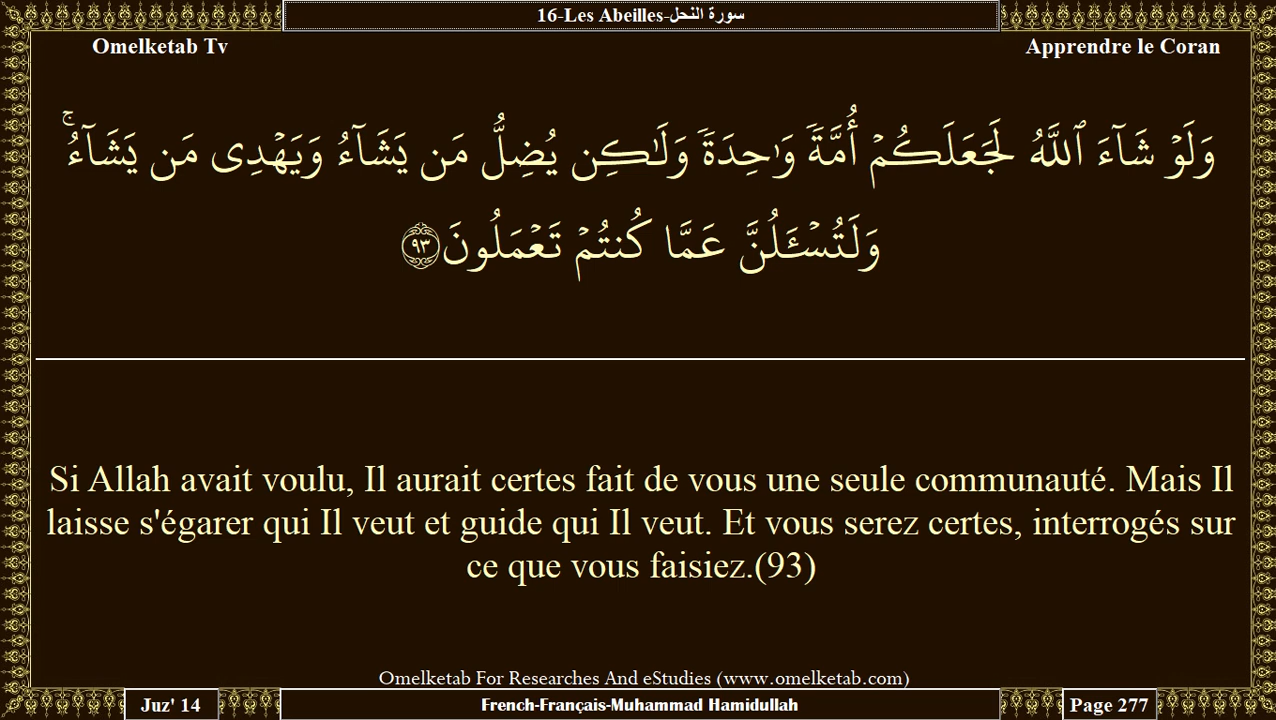 16-Les Abeilles-سورة النحل
Omelketab Tv
Apprendre le Coran
وَلَوْ شَآءَ ٱللَّهُ لَجَعَلَكُمْ أُمَّةً وَٰحِدَةً وَلَٰكِن يُضِلُّ مَن يَشَآءُ وَيَهْدِى مَن يَشَآءُ ۚ
وَلَتُسْـَٔلُنَّ عَمَّا كُنتُمْ تَعْمَلُونَ ٩٣
Si Allah avait voulu, Il aurait certes fait de vous une seule communauté. Mais Il
laisse s'égarer qui Il veut et guide qui Il veut. Et vous serez certes, interrogés sur
ce que vous faisiez.(93)
Omelketab For Researches And eStudies (www.omelketab.com)
Juz' 14
French-Français-Muhammad Hamidullah
Page 277